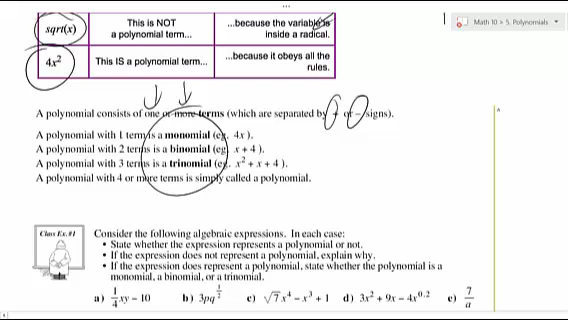 Math 10 > 5. Polynomials
sqrt(x)
This is NOT
a polynomial term...
...because the variable is
inside a radical.
4x²
This IS a polynomial term...
...because it obeys all the
rules.
A polynomial consists of one or more terms (which are separated by + or − signs).
A polynomial with 1 term is a monomial (eg. 4x ).
A polynomial with 2 terms is a binomial (eg. x + 4 ).
A polynomial with 3 terms is a trinomial (eg. x² + x + 4 ).
A polynomial with 4 or more terms is simply called a polynomial.
Class Ex. #1
Consider the following algebraic expressions. In each case:
• State whether the expression represents a polynomial or not.
• If the expression does not represent a polynomial, explain why.
• If the expression does represent a polynomial, state whether the polynomial is a
monomial, a binomial, or a trinomial.
a) 1/4 xy − 10 b) 3pq^(1/2) c) √7 x⁴ − x³ + 1 d) 3x² + 9x − 4x^0.2 e) 7/a